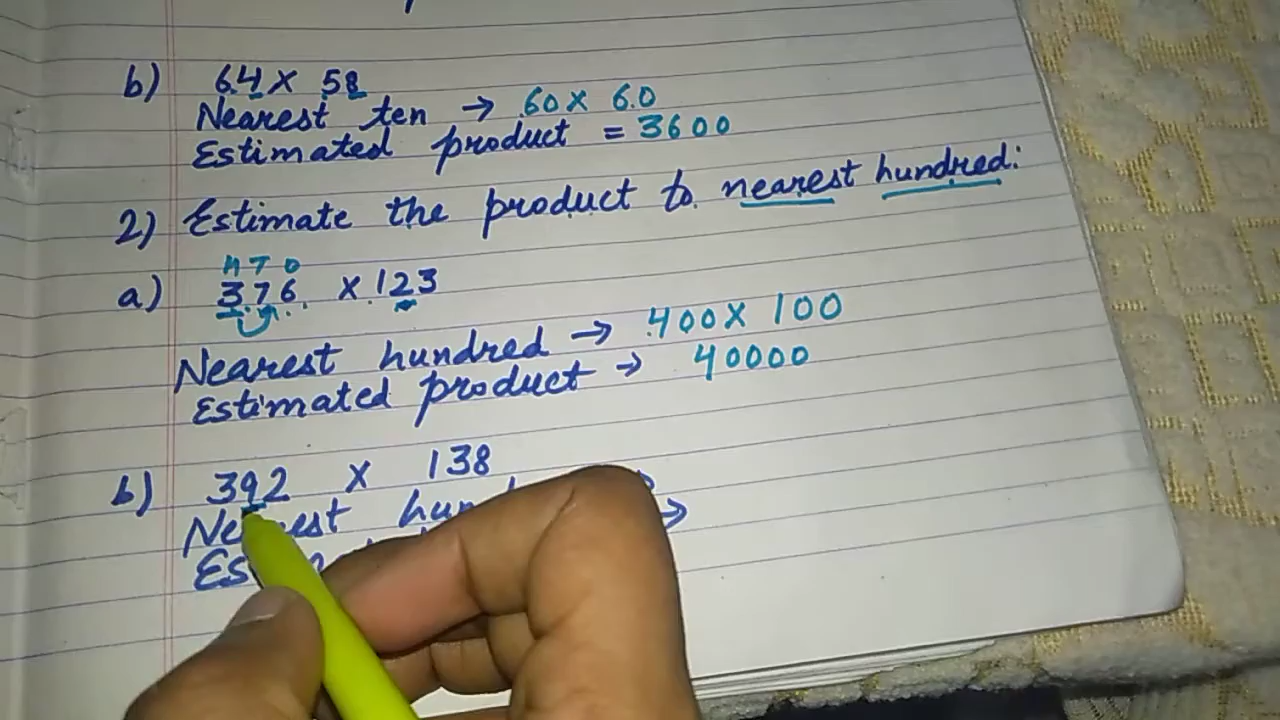 b) 64 x 58
Nearest ten → 60 x 60
Estimated product = 3600
2) Estimate the product to nearest hundred:
H T O
a) 376 x 123
Nearest hundred → 400 x 100
Estimated product → 40000
b) 392 x 138
Nearest →